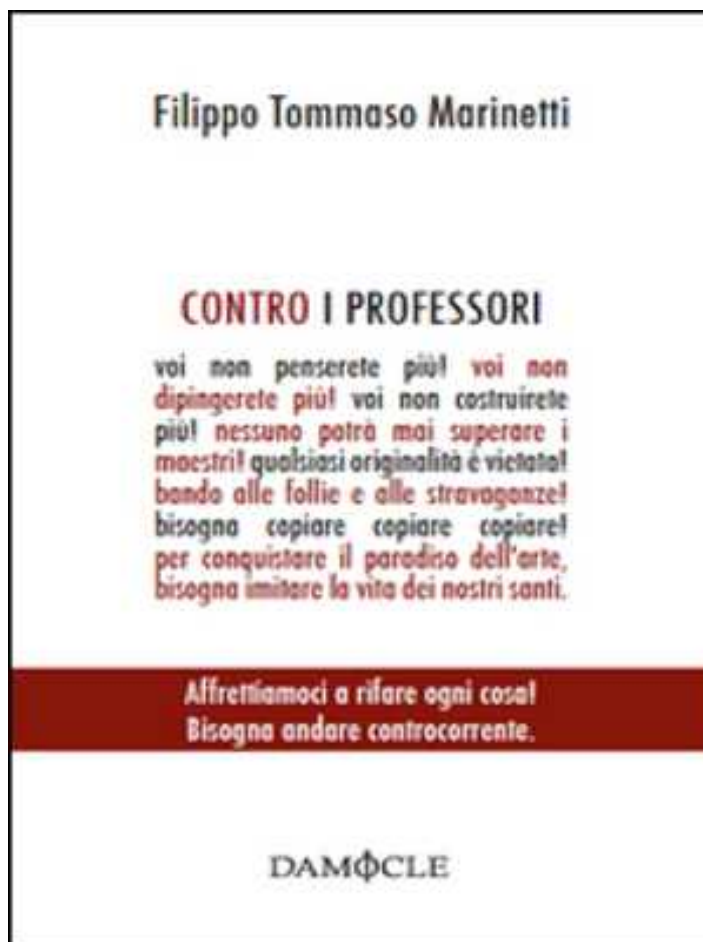 Filippo Tommaso Marinetti
CONTRO I PROFESSORI
voi non penserete più! voi non
dipingerete più! voi non costruirete
più! nessuno potrà mai superare i
maestri! qualsiasi originalità è vietata!
bando alle follie e alle stravaganze!
bisogna copiare copiare copiare!
per conquistare il paradiso dell'arte,
bisogna imitare la vita dei nostri santi.
Affrettiamoci a rifare ogni cosa!
Bisogna andare controcorrente.
DAMOCLE